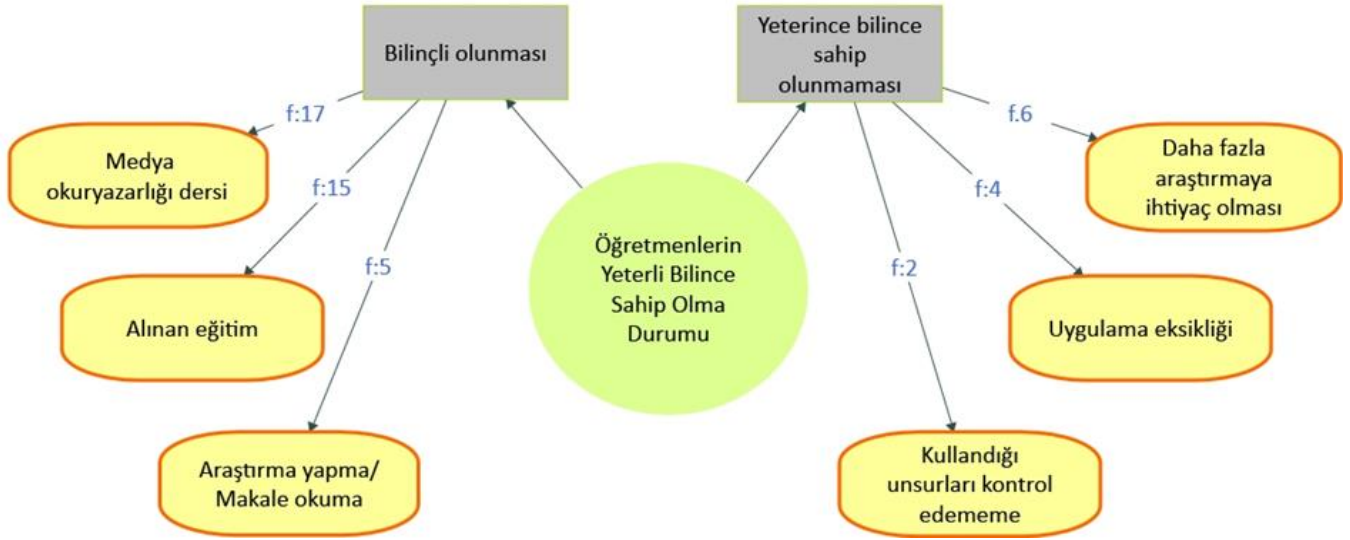 Bilinçli olunması
Yeterince bilince
sahip
olunmaması
f:17
f:15
f:5
f.6
f:4
f:2
Medya
okuryazarlığı dersi
Alınan eğitim
Araştırma yapma/
Makale okuma
Öğretmenlerin
Yeterli Bilince
Sahip Olma
Durumu
Daha fazla
araştırmaya
ihtiyaç olması
Uygulama eksikliği
Kullandığı
unsurları kontrol
edememe